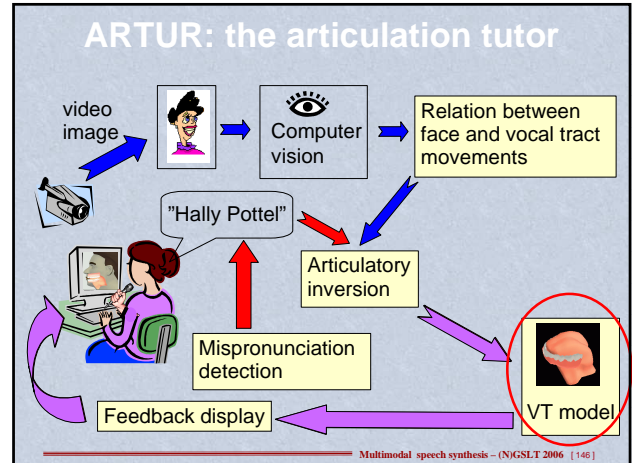 ARTUR: the articulation tutor
video
image
Computer
vision
Relation between
face and vocal tract
movements
”Hally Pottel”
Articulatory
inversion
Mispronunciation
detection
VT model
Feedback display
Multimodal speech synthesis – (N)GSLT 2006 [ 146 ]